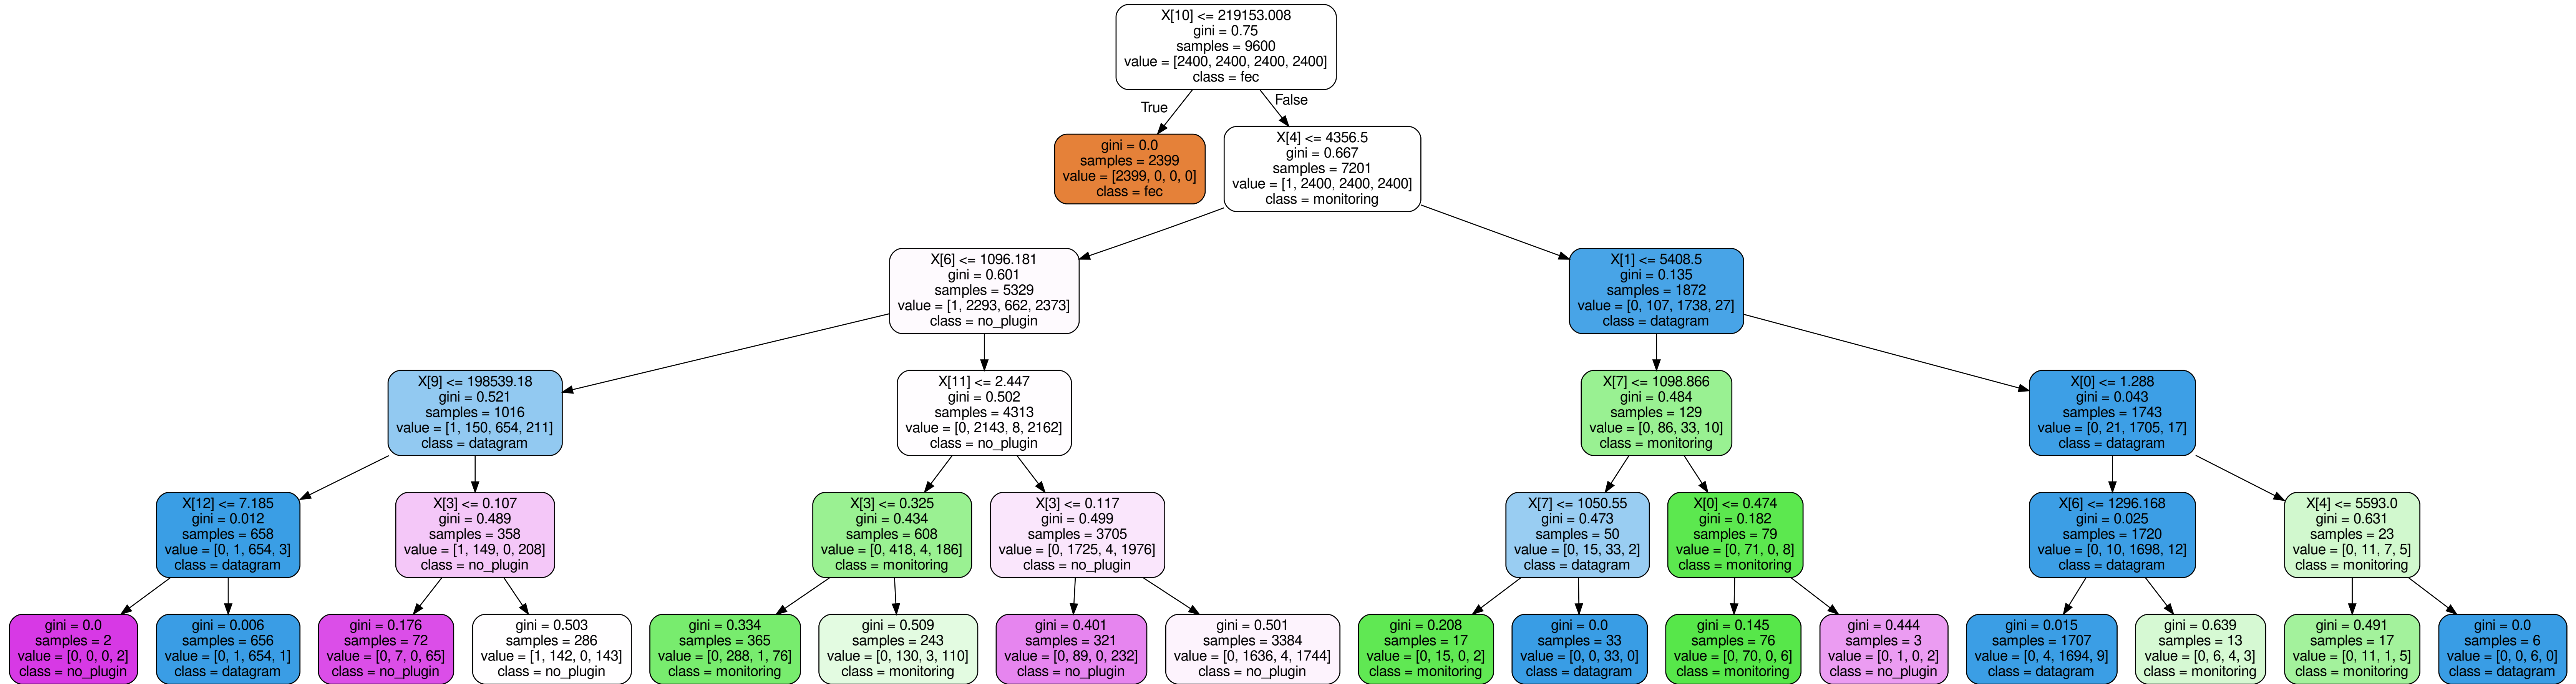 X[10] <= 219153.008
gini = 0.75
samples = 9600
value = [2400, 2400, 2400, 2400]
class = fec
True
False
gini = 0.0
samples = 2399
value = [2399, 0, 0, 0]
class = fec
X[4] <= 4356.5
gini = 0.667
samples = 7201
value = [1, 2400, 2400, 2400]
class = monitoring
X[6] <= 1096.181
gini = 0.601
samples = 5329
value = [1, 2293, 662, 2373]
class = no_plugin
X[1] <= 5408.5
gini = 0.135
samples = 1872
value = [0, 107, 1738, 27]
class = datagram
X[9] <= 198539.18
gini = 0.521
samples = 1016
value = [1, 150, 654, 211]
class = datagram
X[11] <= 2.447
gini = 0.502
samples = 4313
value = [0, 2143, 8, 2162]
class = no_plugin
X[7] <= 1098.866
gini = 0.484
samples = 129
value = [0, 86, 33, 10]
class = monitoring
X[0] <= 1.288
gini = 0.043
samples = 1743
value = [0, 21, 1705, 17]
class = datagram
X[12] <= 7.185
gini = 0.012
samples = 658
value = [0, 1, 654, 3]
class = datagram
X[3] <= 0.107
gini = 0.489
samples = 358
value = [1, 149, 0, 208]
class = no_plugin
X[3] <= 0.325
gini = 0.434
samples = 608
value = [0, 418, 4, 186]
class = monitoring
X[3] <= 0.117
gini = 0.499
samples = 3705
value = [0, 1725, 4, 1976]
class = no_plugin
X[7] <= 1050.55
gini = 0.473
samples = 50
value = [0, 15, 33, 2]
class = datagram
X[0] <= 0.474
gini = 0.182
samples = 79
value = [0, 71, 0, 8]
class = monitoring
X[6] <= 1296.168
gini = 0.025
samples = 1720
value = [0, 10, 1698, 12]
class = datagram
X[4] <= 5593.0
gini = 0.631
samples = 23
value = [0, 11, 7, 5]
class = monitoring
gini = 0.0
samples = 2
value = [0, 0, 0, 2]
class = no_plugin
gini = 0.006
samples = 656
value = [0, 1, 654, 1]
class = datagram
gini = 0.176
samples = 72
value = [0, 7, 0, 65]
class = no_plugin
gini = 0.503
samples = 286
value = [1, 142, 0, 143]
class = no_plugin
gini = 0.334
samples = 365
value = [0, 288, 1, 76]
class = monitoring
gini = 0.509
samples = 243
value = [0, 130, 3, 110]
class = monitoring
gini = 0.401
samples = 321
value = [0, 89, 0, 232]
class = no_plugin
gini = 0.501
samples = 3384
value = [0, 1636, 4, 1744]
class = no_plugin
gini = 0.208
samples = 17
value = [0, 15, 0, 2]
class = monitoring
gini = 0.0
samples = 33
value = [0, 0, 33, 0]
class = datagram
gini = 0.145
samples = 76
value = [0, 70, 0, 6]
class = monitoring
gini = 0.444
samples = 3
value = [0, 1, 0, 2]
class = no_plugin
gini = 0.015
samples = 1707
value = [0, 4, 1694, 9]
class = datagram
gini = 0.639
samples = 13
value = [0, 6, 4, 3]
class = monitoring
gini = 0.491
samples = 17
value = [0, 11, 1, 5]
class = monitoring
gini = 0.0
samples = 6
value = [0, 0, 6, 0]
class = datagram